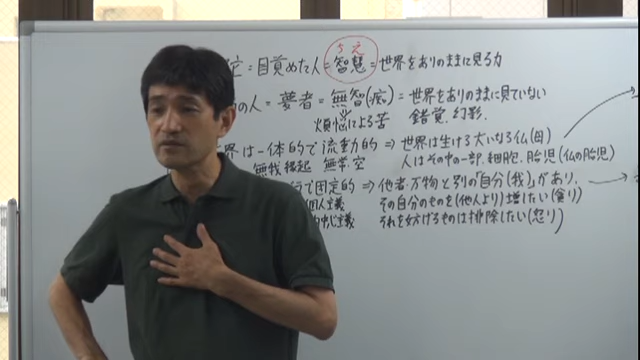 ちえ
= 目覚めた人 = 智慧 = 世界をありのままに見る力
の人 = 夢者 = 無智(痴) = 世界をありのままに見ていない
煩悩による苦 錯覚、幻影、
界は一体的で流動的 ⇒ 世界は生ける大いなる仏(母)
無我 縁起 無常 空 人はその中の一部、細胞、胎児(仏の胎児)
で固定的 ⇒ 他者・万物と別の「自分(我)」があり、
個人主義 その自分のものを(他人より)増したい(貪り)
中心主義 それを妨げるものは排除したい(怒り)